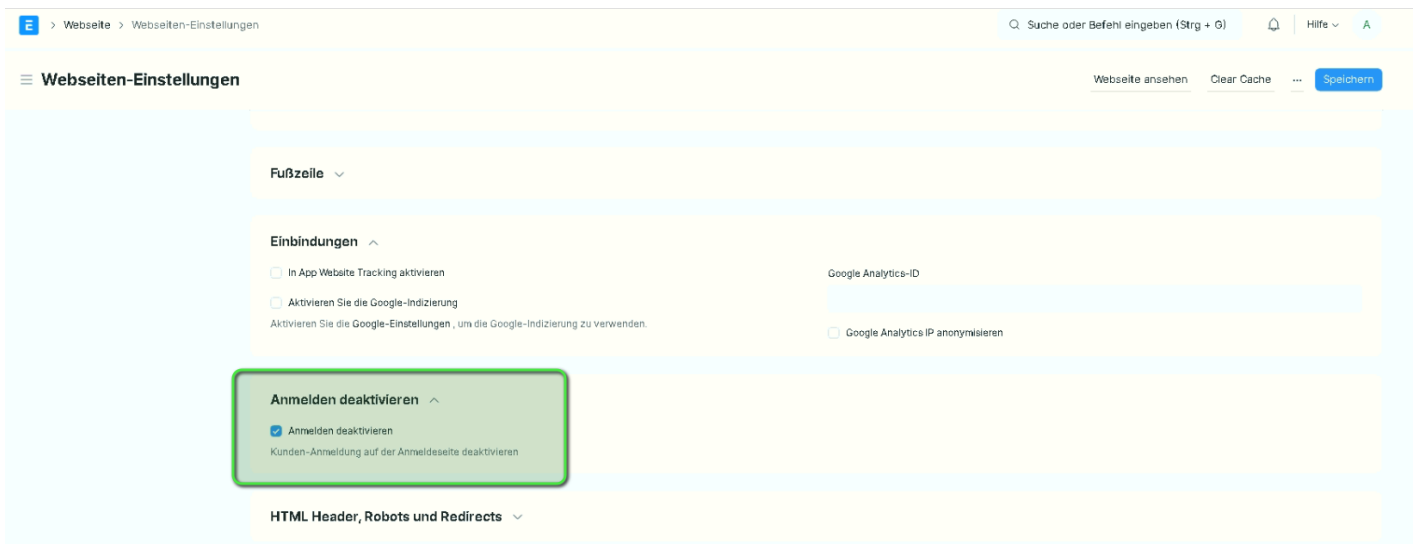 E > Webseite > Webseiten-Einstellungen
Suche oder Befehl eingeben (Strg + G)
Hilfe
A
Webseiten-Einstellungen
Webseite ansehen
Clear Cache
...
Speichern
Fußzeile
Einbindungen
In App Website Tracking aktivieren
Google Analytics-ID
Aktivieren Sie die Google-Indizierung
Aktivieren Sie die Google-Einstellungen , um die Google-Indizierung zu verwenden.
Google Analytics IP anonymisieren
Anmelden deaktivieren
Anmelden deaktivieren
Kunden-Anmeldung auf der Anmeldeseite deaktivieren
HTML Header, Robots und Redirects